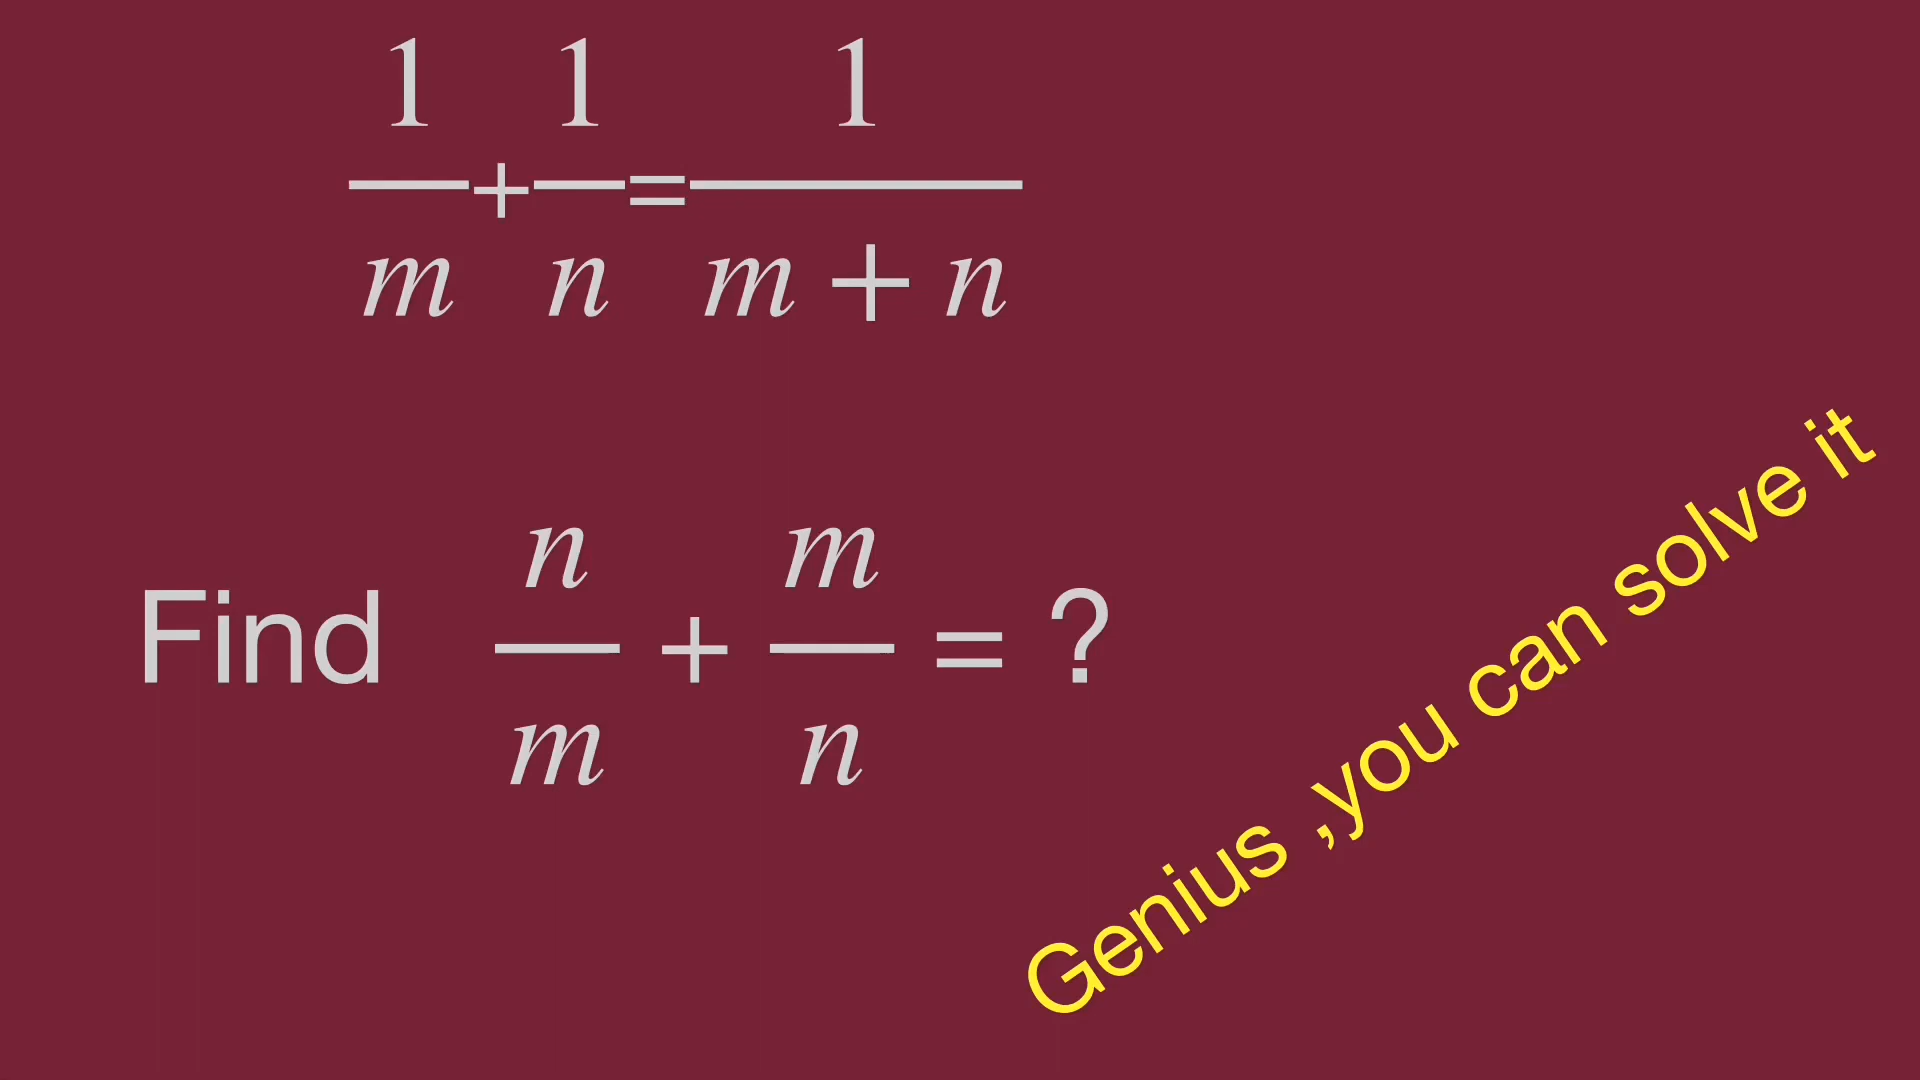 1/m + 1/n = 1/(m + n)
Find n/m + m/n = ?
Genius ,you can solve it